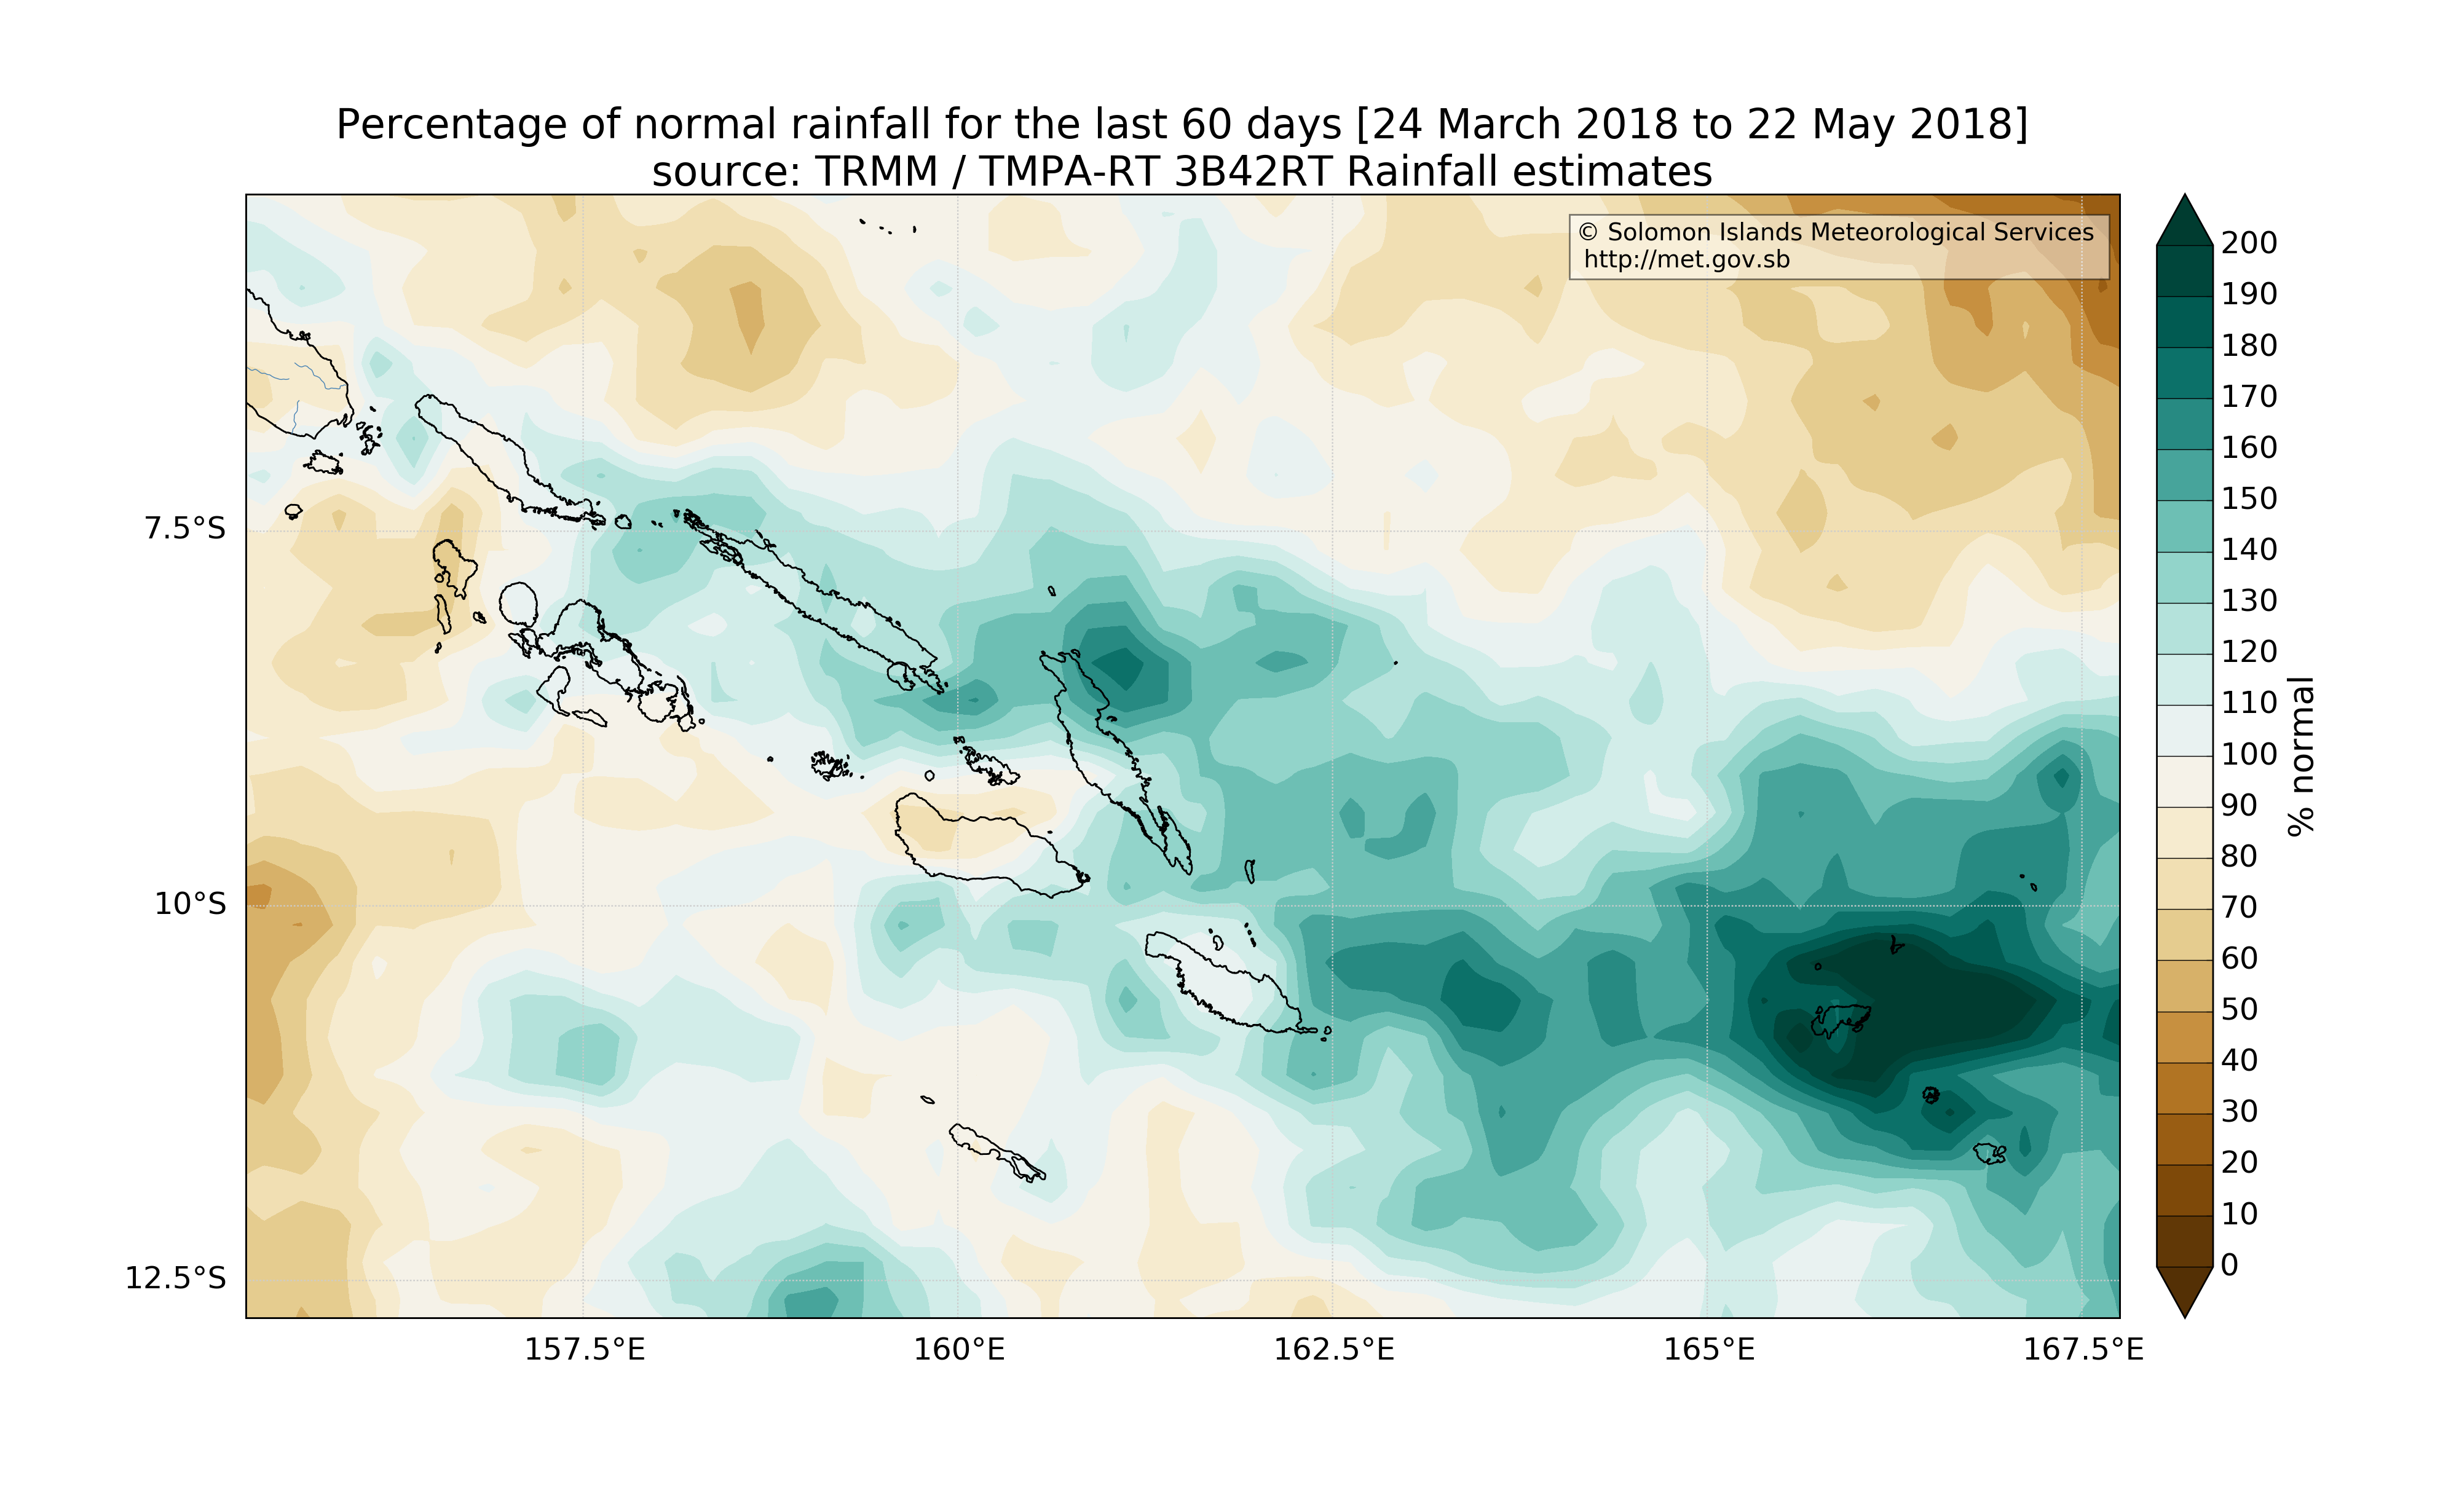 Percentage of normal rainfall for the last 60 days [24 March 2018 to 22 May 2018]
source: TRMM / TMPA-RT 3B42RT Rainfall estimates
© Solomon Islands Meteorological Services
http://met.gov.sb
7.5°S
10°S
12.5°S
157.5°E
160°E
162.5°E
165°E
167.5°E
200
190
180
170
160
150
140
130
120
110
100
90
80
70
60
50
40
30
20
10
0
% normal